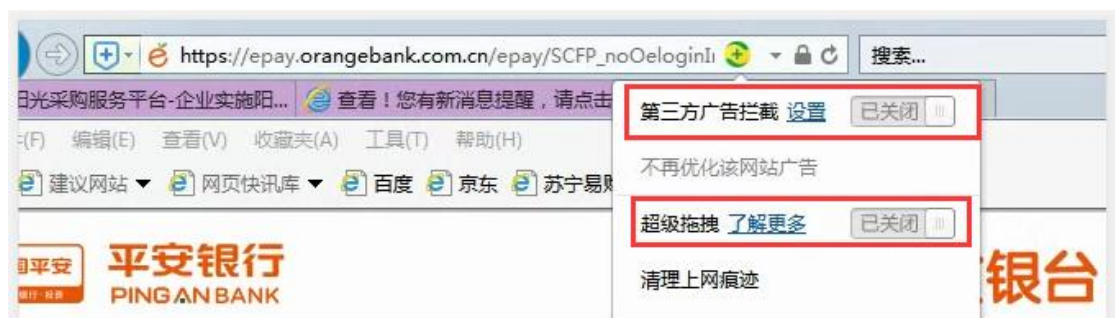 https://epay.orangebank.com.cn/epay/SCFP_noOeloginI
搜索...
阳光采购服务平台-企业实施阳...
查看！您有新消息提醒，请点击
(F) 编辑(E) 查看(V) 收藏夹(A) 工具(T) 帮助(H)
建议网站 网页快讯库 百度 京东 苏宁易购
第三方广告拦截 设置 已关闭
不再优化该网站广告
超级拖拽 了解更多 已关闭
清理上网痕迹
平安
平安银行
PING AN BANK
银台